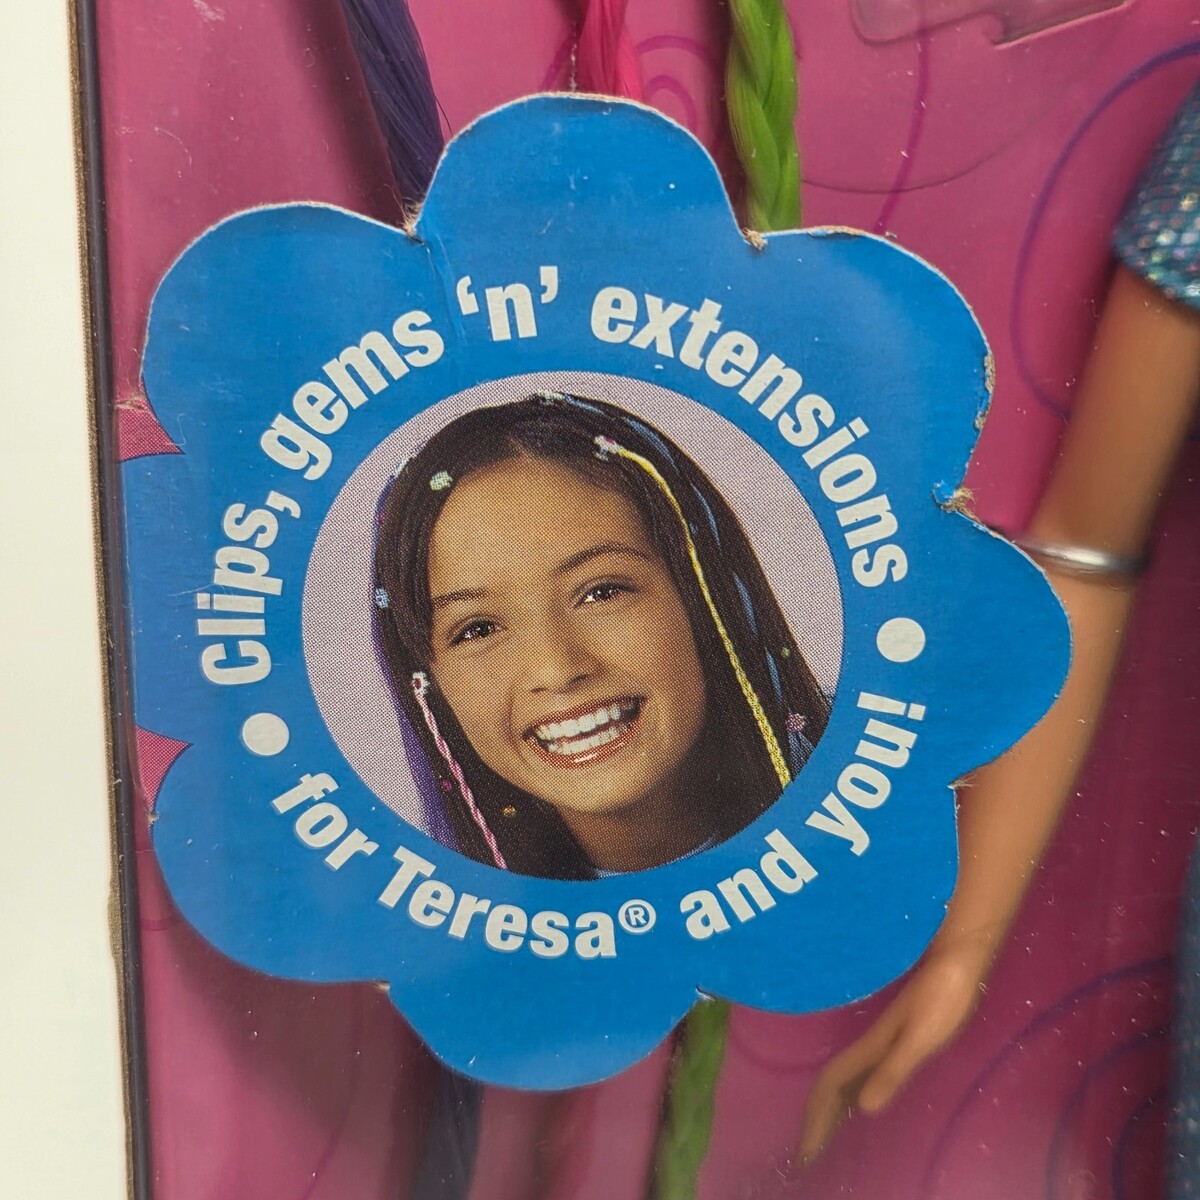 Clips, gems ‘n’ extensions
for Teresa® and you!